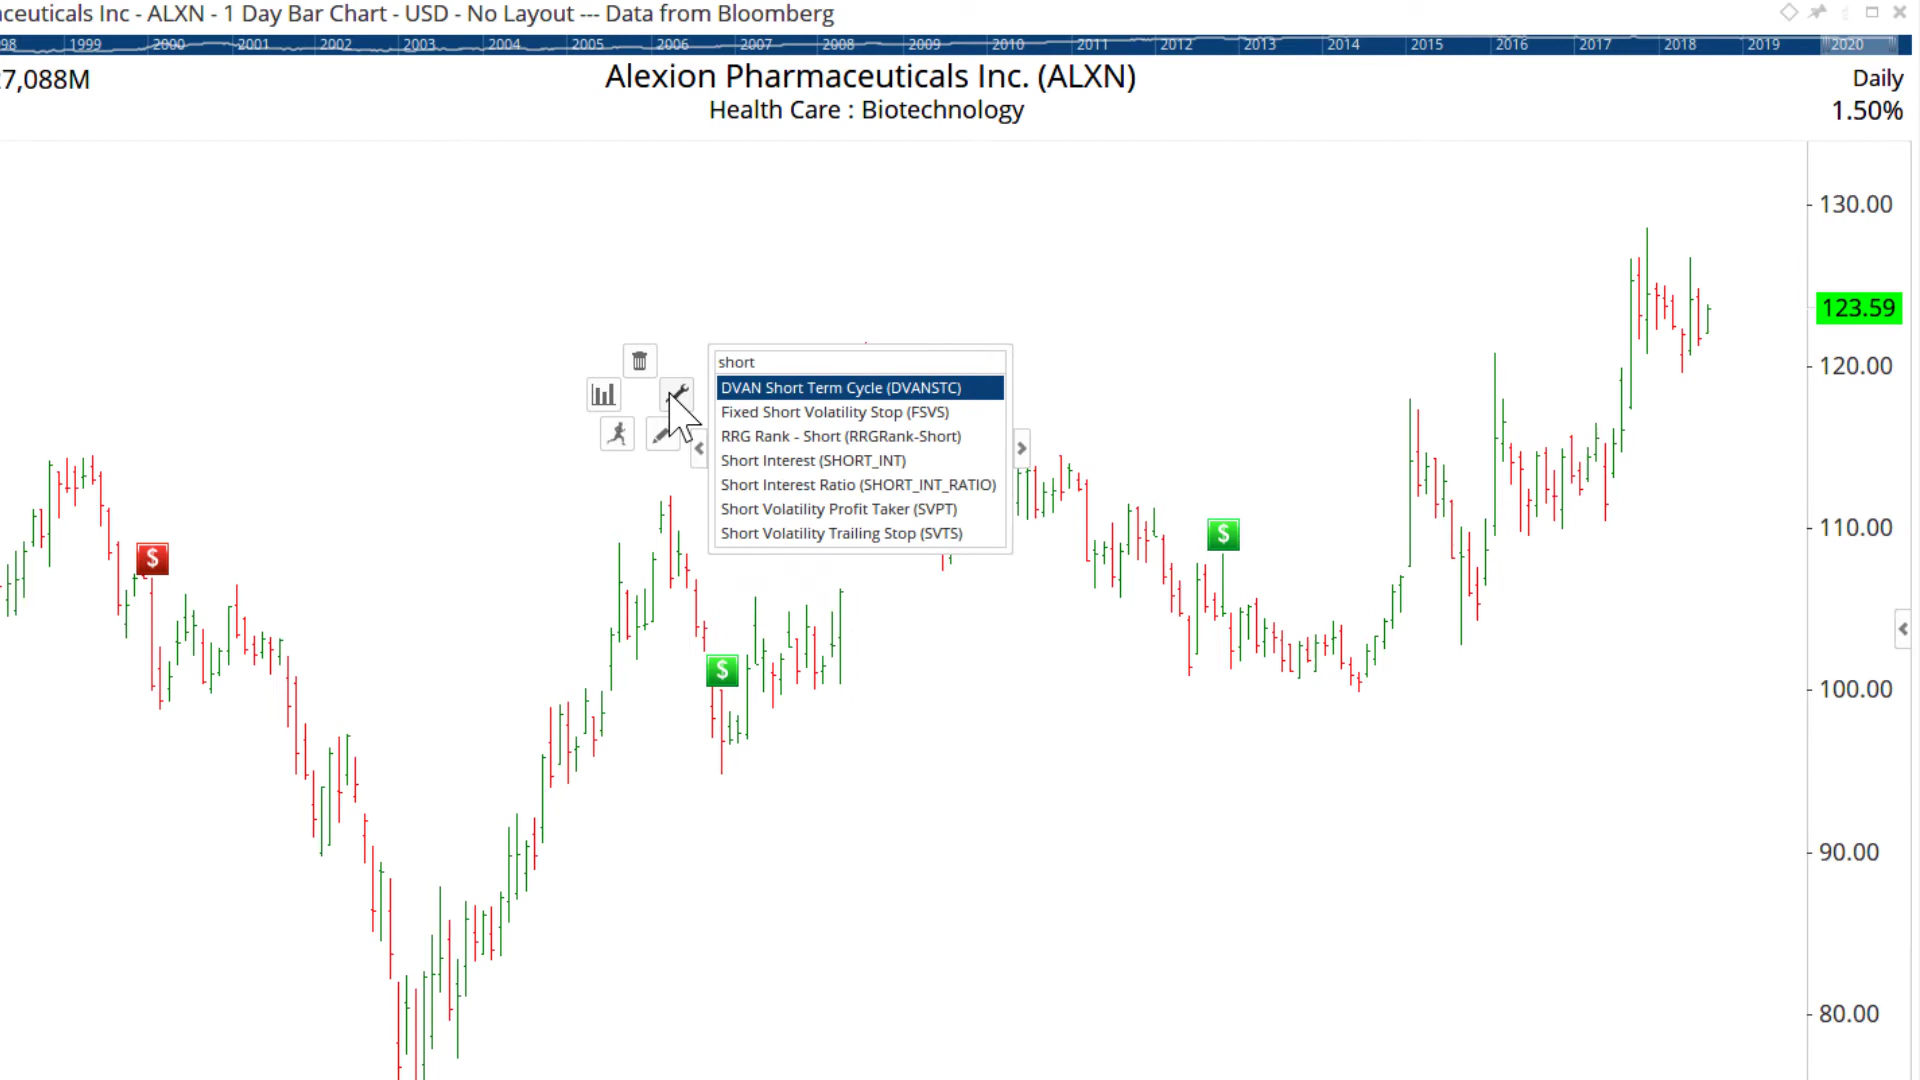 ceuticals Inc - ALXN - 1 Day Bar Chart - USD - No Layout --- Data from Bloomberg
98 1999 2000 2001 2002 2003 2004 2005 2006 2007 2008 2009 2010 2011 2012 2013 2014 2015 2016 2017 2018 2019 2020
7,088M
Alexion Pharmaceuticals Inc. (ALXN)
Health Care : Biotechnology
Daily
1.50%
130.00
123.59
120.00
110.00
100.00
90.00
80.00
short
DVAN Short Term Cycle (DVANSTC)
Fixed Short Volatility Stop (FSVS)
RRG Rank - Short (RRGRank-Short)
Short Interest (SHORT_INT)
Short Interest Ratio (SHORT_INT_RATIO)
Short Volatility Profit Taker (SVPT)
Short Volatility Trailing Stop (SVTS)
$
$
$